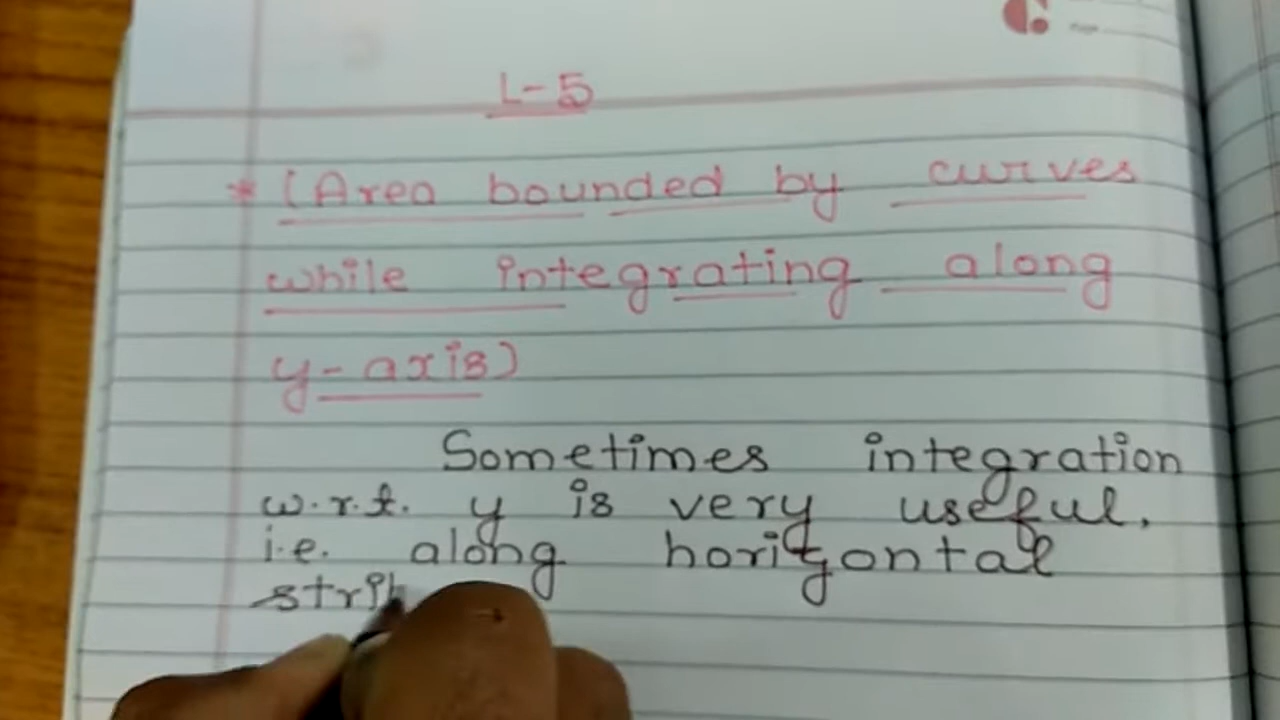 L-5
* (Area bounded by curves
while integrating along
y-axis)
Sometimes integration
w.r.t. y is very useful.
i.e. along horizontal